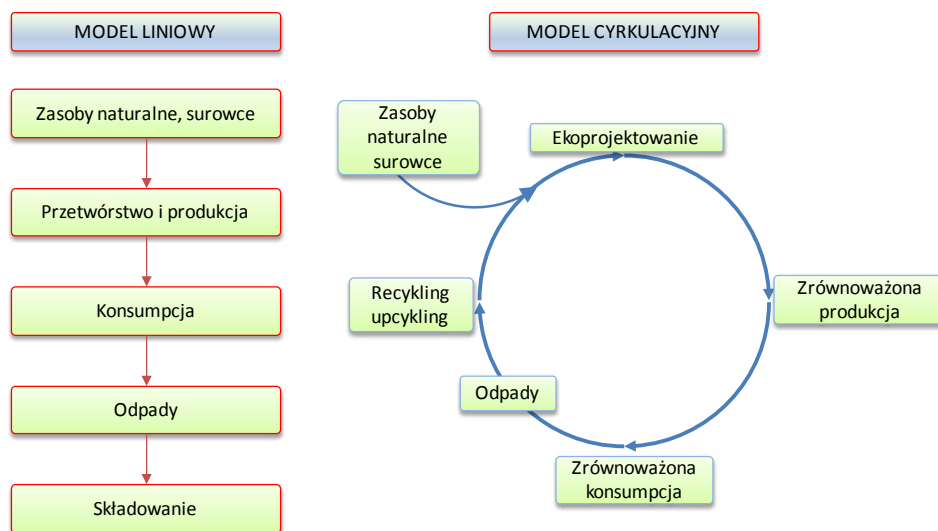 MODEL LINIOWY
Zasoby naturalne, surowce
Przetwórstwo i produkcja
Konsumpcja
Odpady
Składowanie
MODEL CYRKULACYJNY
Zasoby
naturalne
surowce
Ekoprojektowanie
Zrównoważona
produkcja
Zrównoważona
konsumpcja
Odpady
Recykling
upcykling